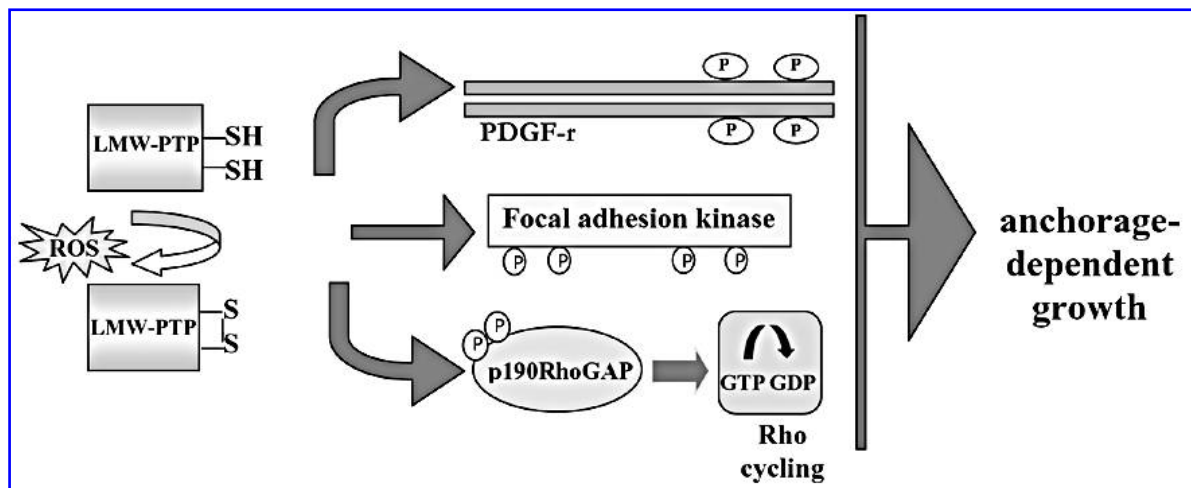 LMW-PTP
SH
SH
ROS
LMW-PTP
S
S
P P
PDGF-r
P P
Focal adhesion kinase
P P P P
P P
p190RhoGAP
GTP GDP
Rho
cycling
anchorage-
dependent
growth